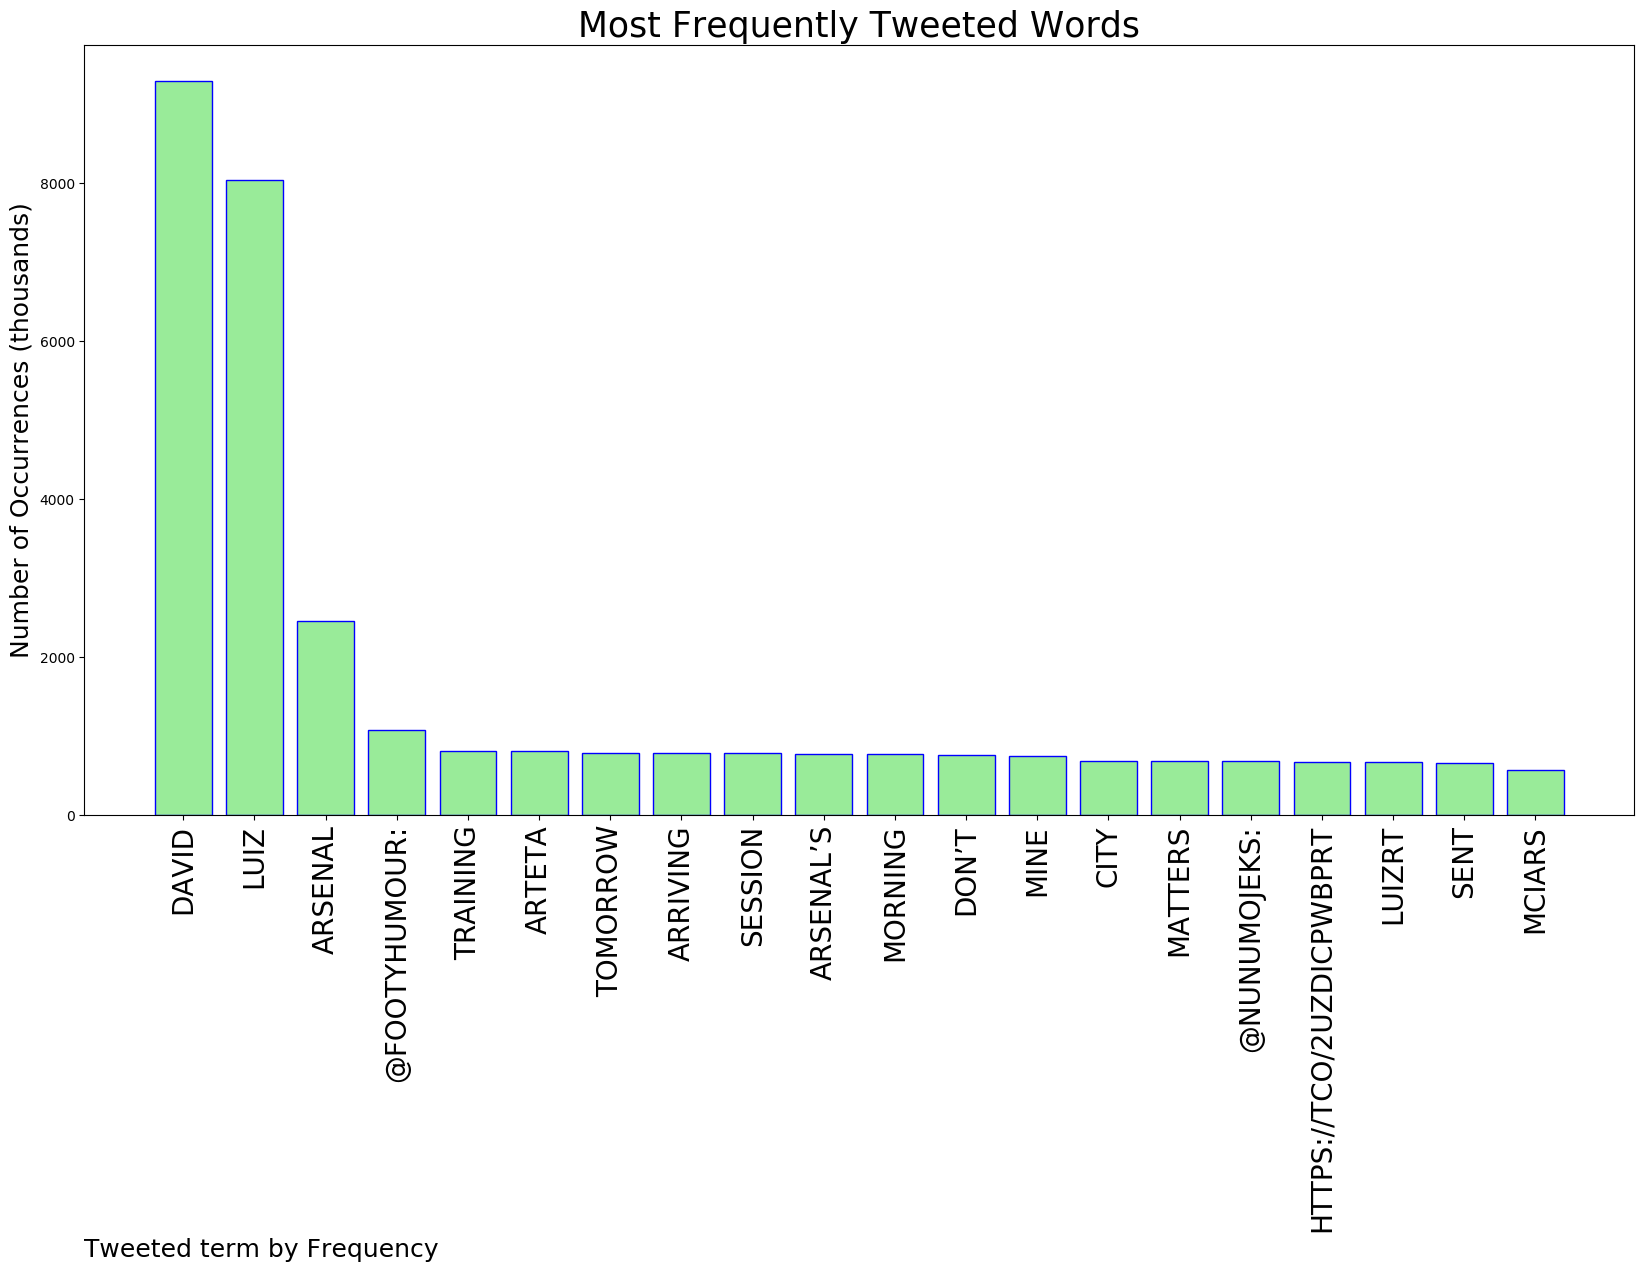 Most Frequently Tweeted Words
Number of Occurrences (thousands)
8000
6000
4000
2000
0
DAVID
LUIZ
ARSENAL
@FOOTYHUMOUR:
TRAINING
ARTETA
TOMORROW
ARRIVING
SESSION
ARSENAL’S
MORNING
DON’T
MINE
CITY
MATTERS
@NUNUMOJEKS:
HTTPS://TCO/2UZDICPWBPRT
LUIZRT
SENT
MCIARS
Tweeted term by Frequency